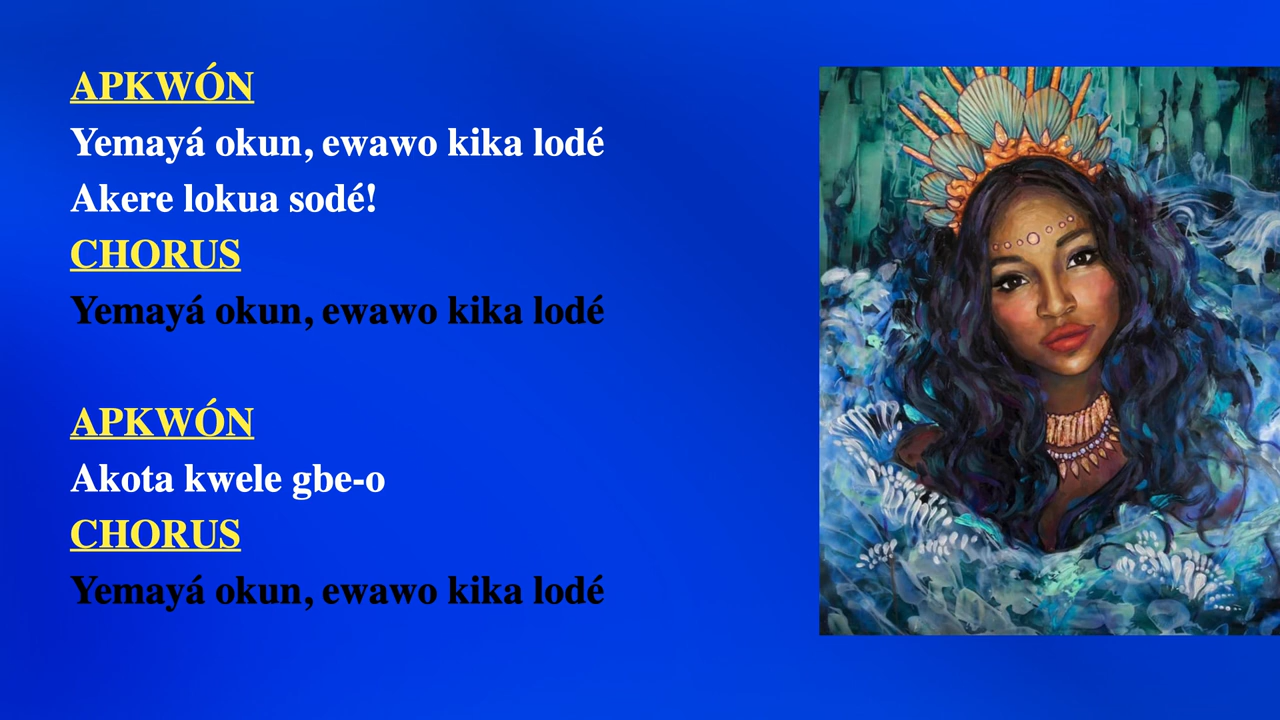 APKWÓN
Yemayá okun, ewawo kika lodé
Akere lokua sodé!
CHORUS
Yemayá okun, ewawo kika lodé
APKWÓN
Akota kwele gbe-o
CHORUS
Yemayá okun, ewawo kika lodé